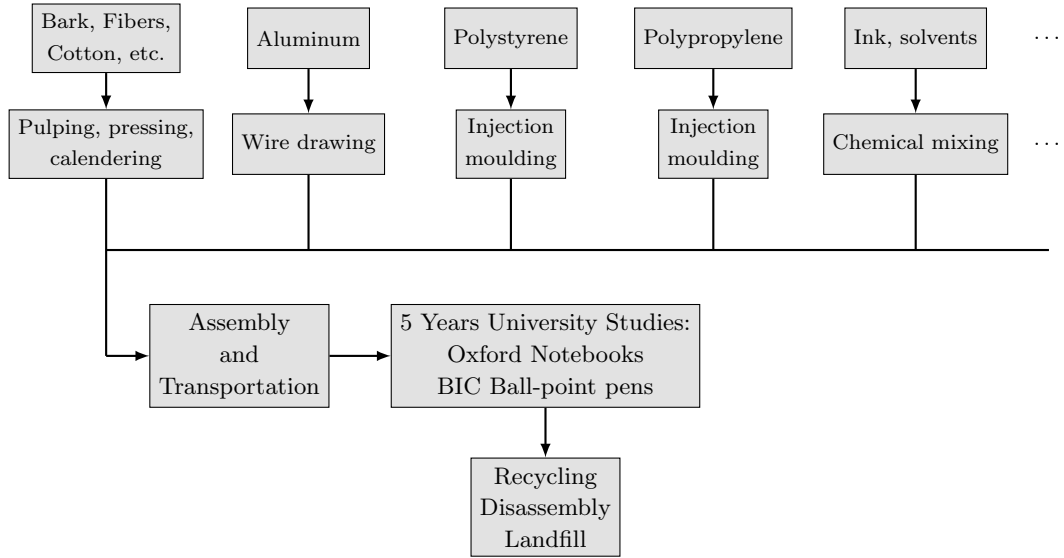 Bark, Fibers,
Cotton, etc.
Aluminum
Polystyrene
Polypropylene
Ink, solvents
...
Pulping, pressing,
calendering
Wire drawing
Injection
moulding
Injection
moulding
Chemical mixing
...
Assembly
and
Transportation
5 Years University Studies:
Oxford Notebooks
BIC Ball-point pens
Recycling
Disassembly
Landfill